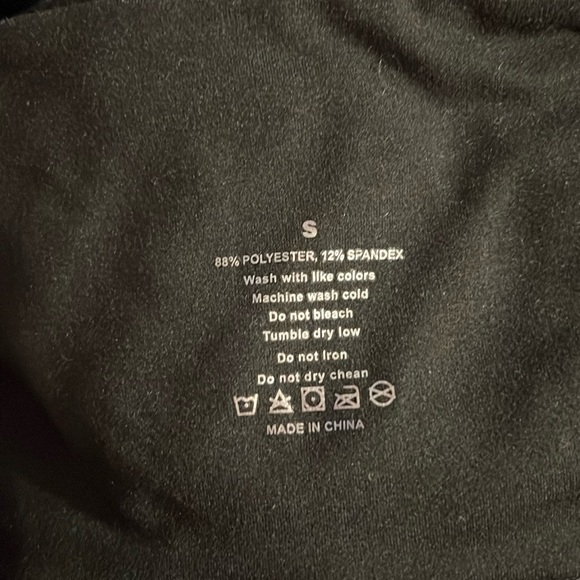 S
88% POLYESTER, 12% SPANDEX
Wash with like colors
Machine wash cold
Do not bleach
Tumble dry low
Do not Iron
Do not dry chean
MADE IN CHINA